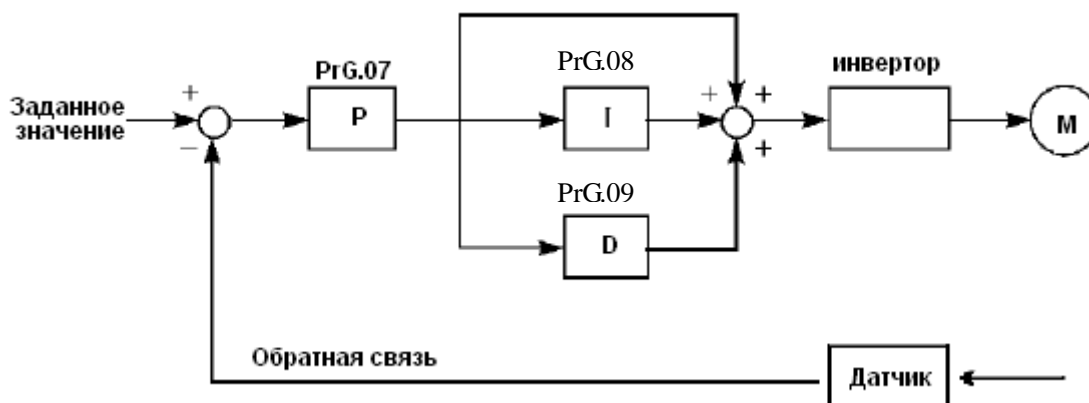 PrG.07
PrG.08
инвертор
Заданное
значение
+
−
P
I
+
+
+
M
PrG.09
D
Обратная связь
Датчик